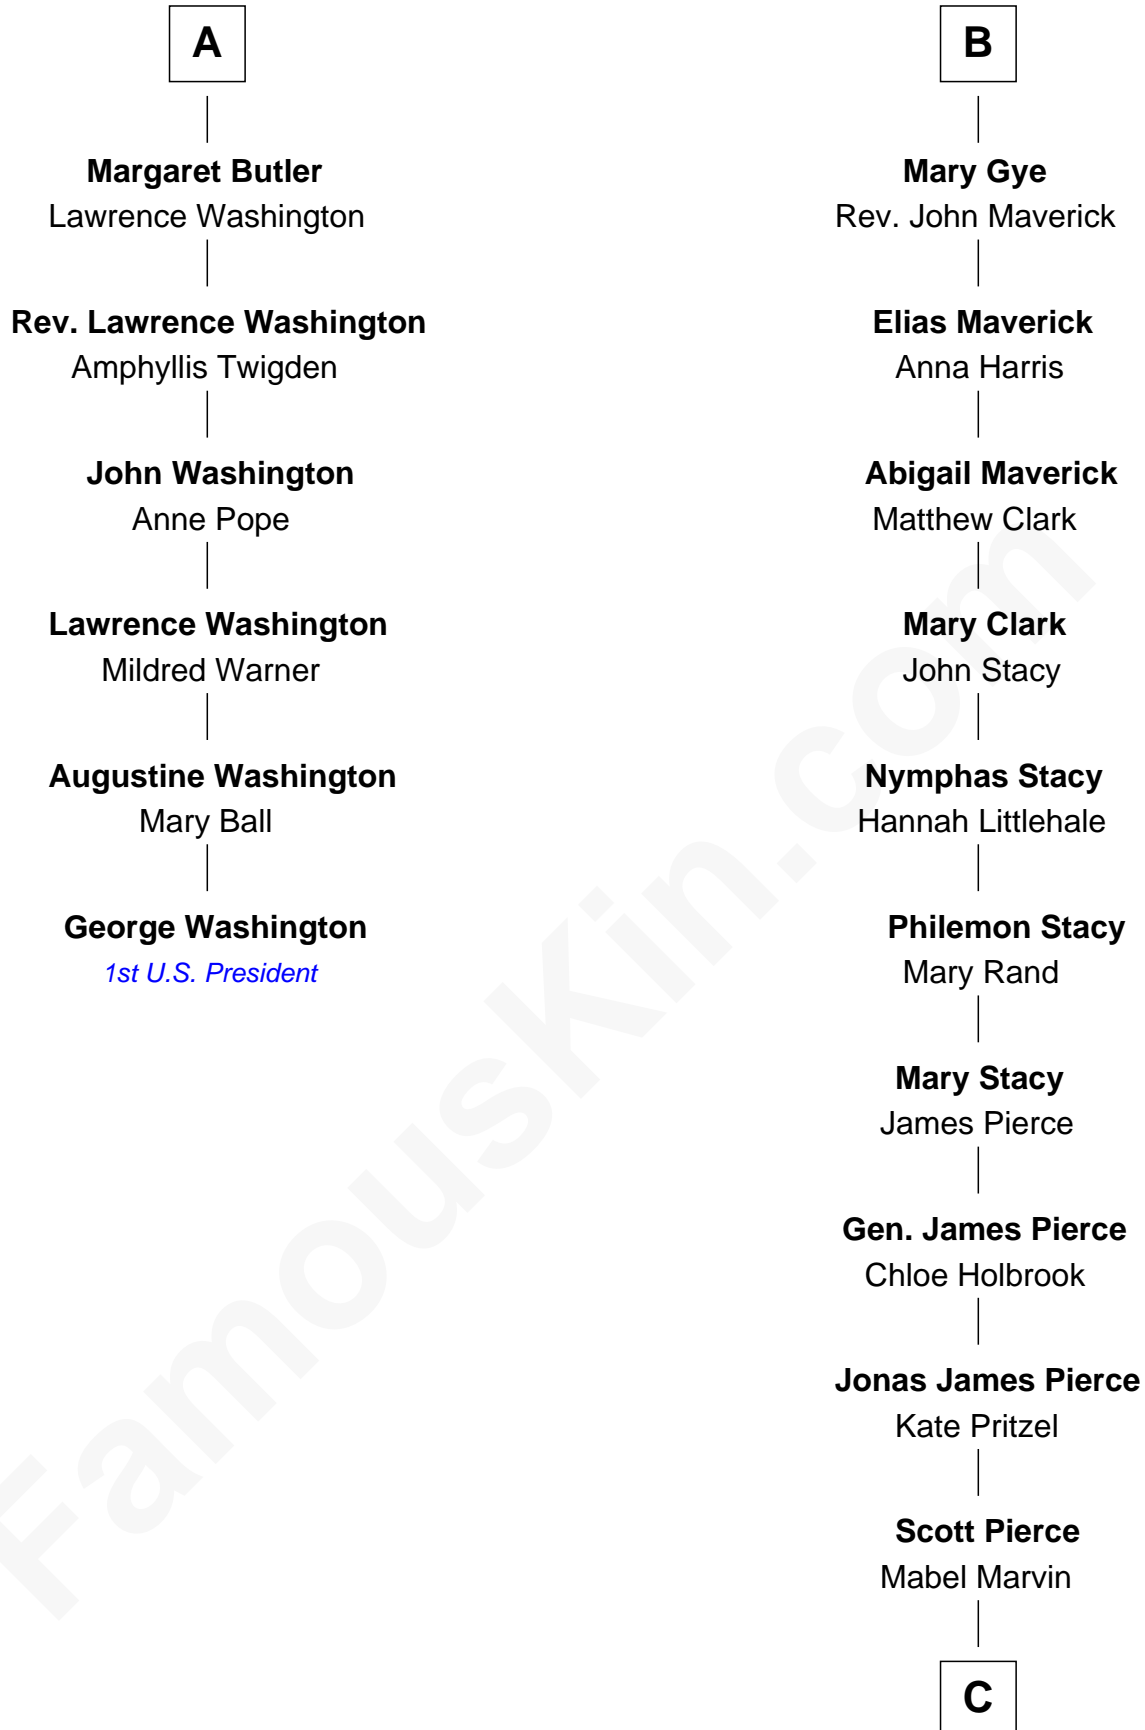 A
Margaret Butler
Lawrence Washington
Rev. Lawrence Washington
Amphyllis Twigden
John Washington
Anne Pope
Lawrence Washington
Mildred Warner
Augustine Washington
Mary Ball
George Washington
1st U.S. President
B
Mary Gye
Rev. John Maverick
Elias Maverick
Anna Harris
Abigail Maverick
Matthew Clark
Mary Clark
John Stacy
Nymphas Stacy
Hannah Littlehale
Philemon Stacy
Mary Rand
Mary Stacy
James Pierce
Gen. James Pierce
Chloe Holbrook
Jonas James Pierce
Kate Pritzel
Scott Pierce
Mabel Marvin
C
FamousKin.com